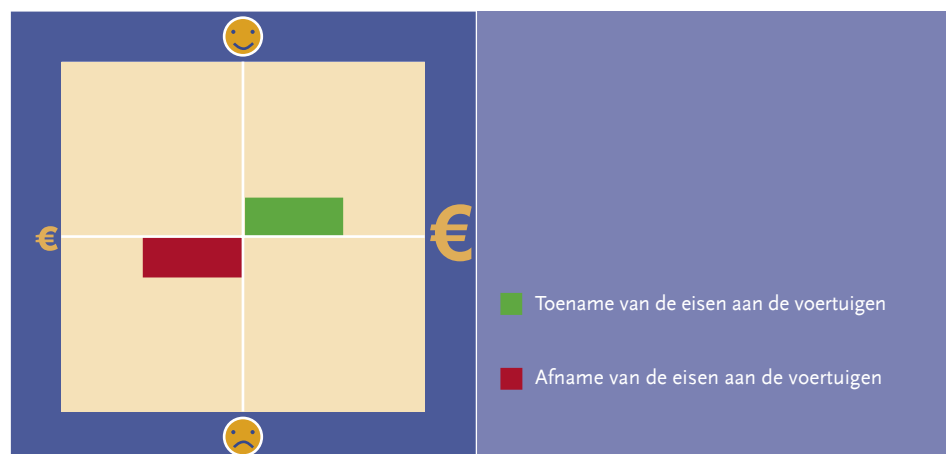 €
€
Toename van de eisen aan de voertuigen
Afname van de eisen aan de voertuigen